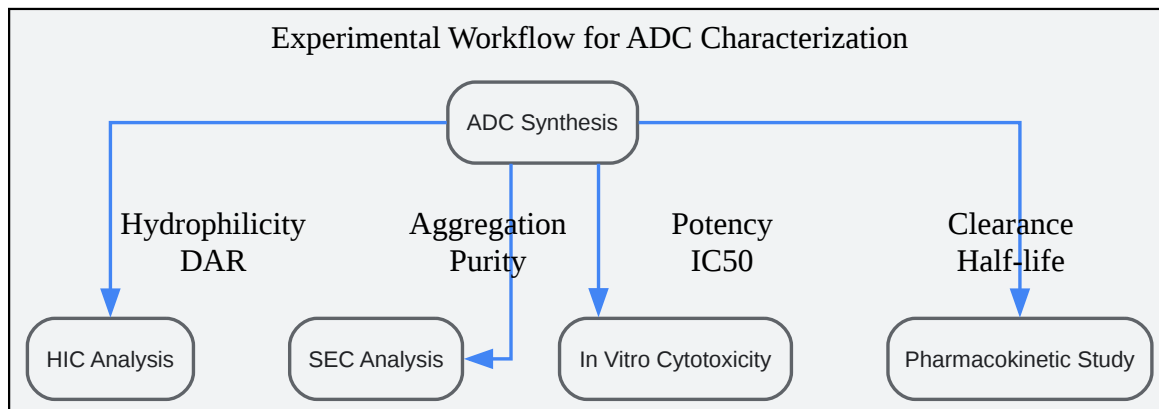 Experimental Workflow for ADC Characterization
ADC Synthesis
Hydrophilicity
DAR
Aggregation
Purity
Potency
IC50
Clearance
Half-life
HIC Analysis
SEC Analysis
In Vitro Cytotoxicity
Pharmacokinetic Study